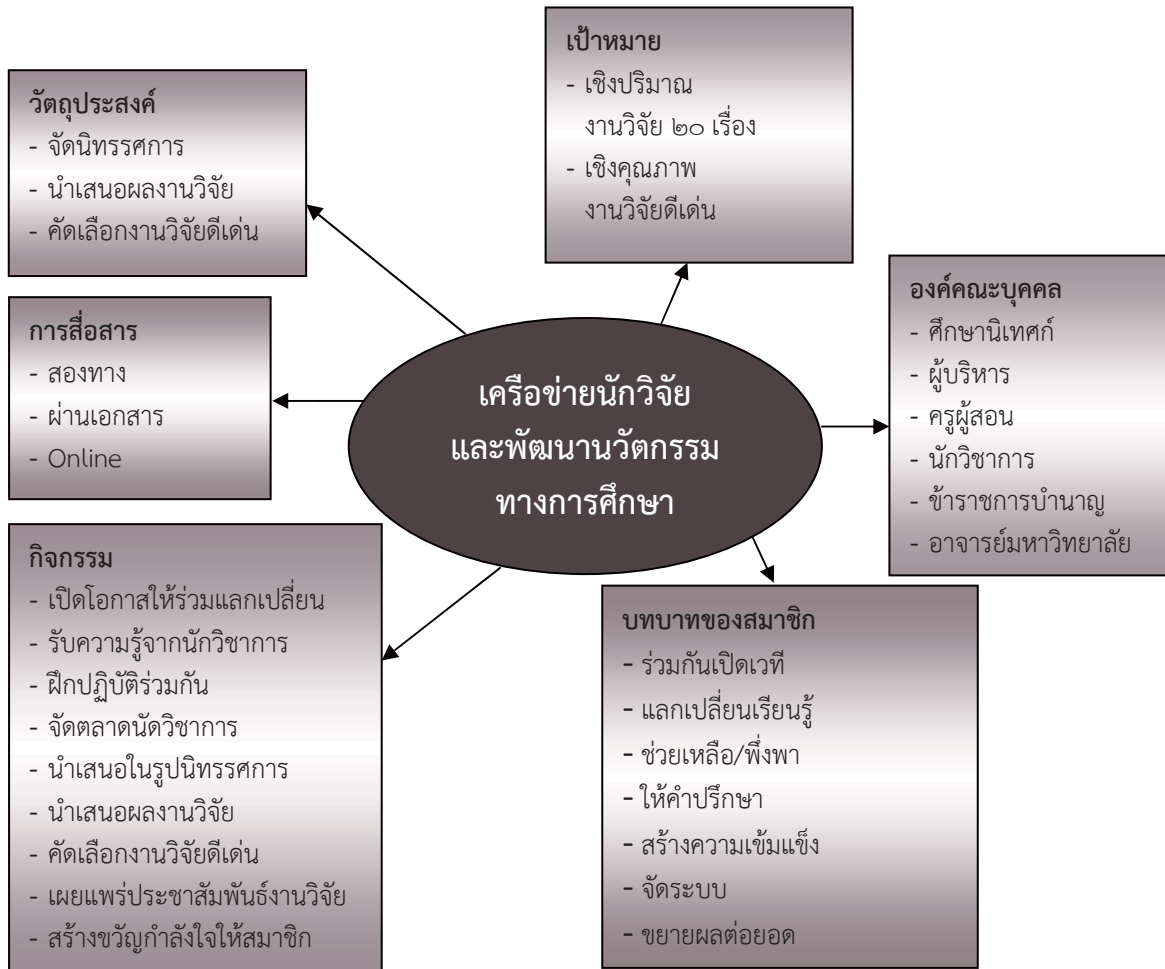 เป้าหมาย
- เชิงปริมาณ
งานวิจัย ๒๐ เรื่อง
- เชิงคุณภาพ
งานวิจัยดีเด่น
วัตถุประสงค์
- จัดนิทรรศการ
- นำเสนอผลงานวิจัย
- คัดเลือกงานวิจัยดีเด่น
องค์คณะบุคคล
- ศึกษานิเทศก์
- ผู้บริหาร
- ครูผู้สอน
- นักวิชาการ
- ข้าราชการบำนาญ
- อาจารย์มหาวิทยาลัย
การสื่อสาร
- สองทาง
- ผ่านเอกสาร
- Online
เครือข่ายนักวิจัย
และพัฒนานวัตกรรม
ทางการศึกษา
กิจกรรม
- เปิดโอกาสให้ร่วมแลกเปลี่ยน
- รับความรู้จากนักวิชาการ
- ฝึกปฏิบัติร่วมกัน
- จัดตลาดนัดวิชาการ
- นำเสนอในรูปนิทรรศการ
- นำเสนอผลงานวิจัย
- คัดเลือกงานวิจัยดีเด่น
- เผยแพร่ประชาสัมพันธ์งานวิจัย
- สร้างขวัญกำลังใจให้สมาชิก
บทบาทของสมาชิก
- ร่วมกันเปิดเวที
- แลกเปลี่ยนเรียนรู้
- ช่วยเหลือ/พึ่งพา
- ให้คำปรึกษา
- สร้างความเข้มแข็ง
- จัดระบบ
- ขยายผลต่อยอด